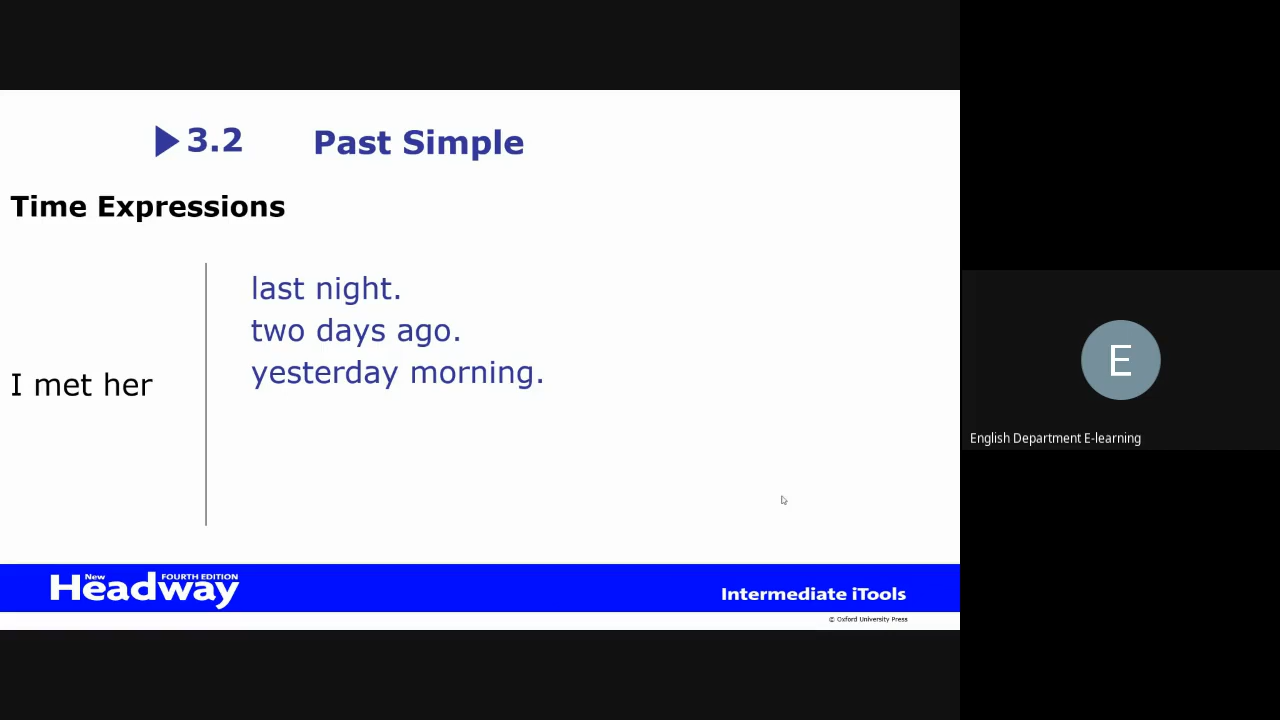 3.2 Past Simple
Time Expressions
last night.
two days ago.
yesterday morning.
I met her
New Headway FOURTH EDITION
Intermediate iTools
© Oxford University Press
E
English Department E-learning